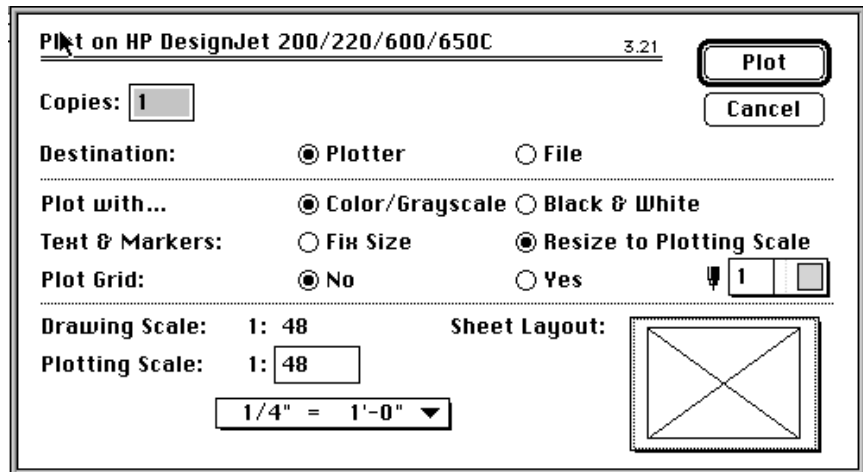 Plot on HP DesignJet 200/220/600/650C 3.21
Plot
Copies: 1
Cancel
Destination: Plotter File
Plot with... Color/Grayscale Black & White
Text & Markers: Fix Size Resize to Plotting Scale
Plot Grid: No Yes 1
Drawing Scale: 1: 48 Sheet Layout:
Plotting Scale: 1: 48
1/4" = 1'-0"